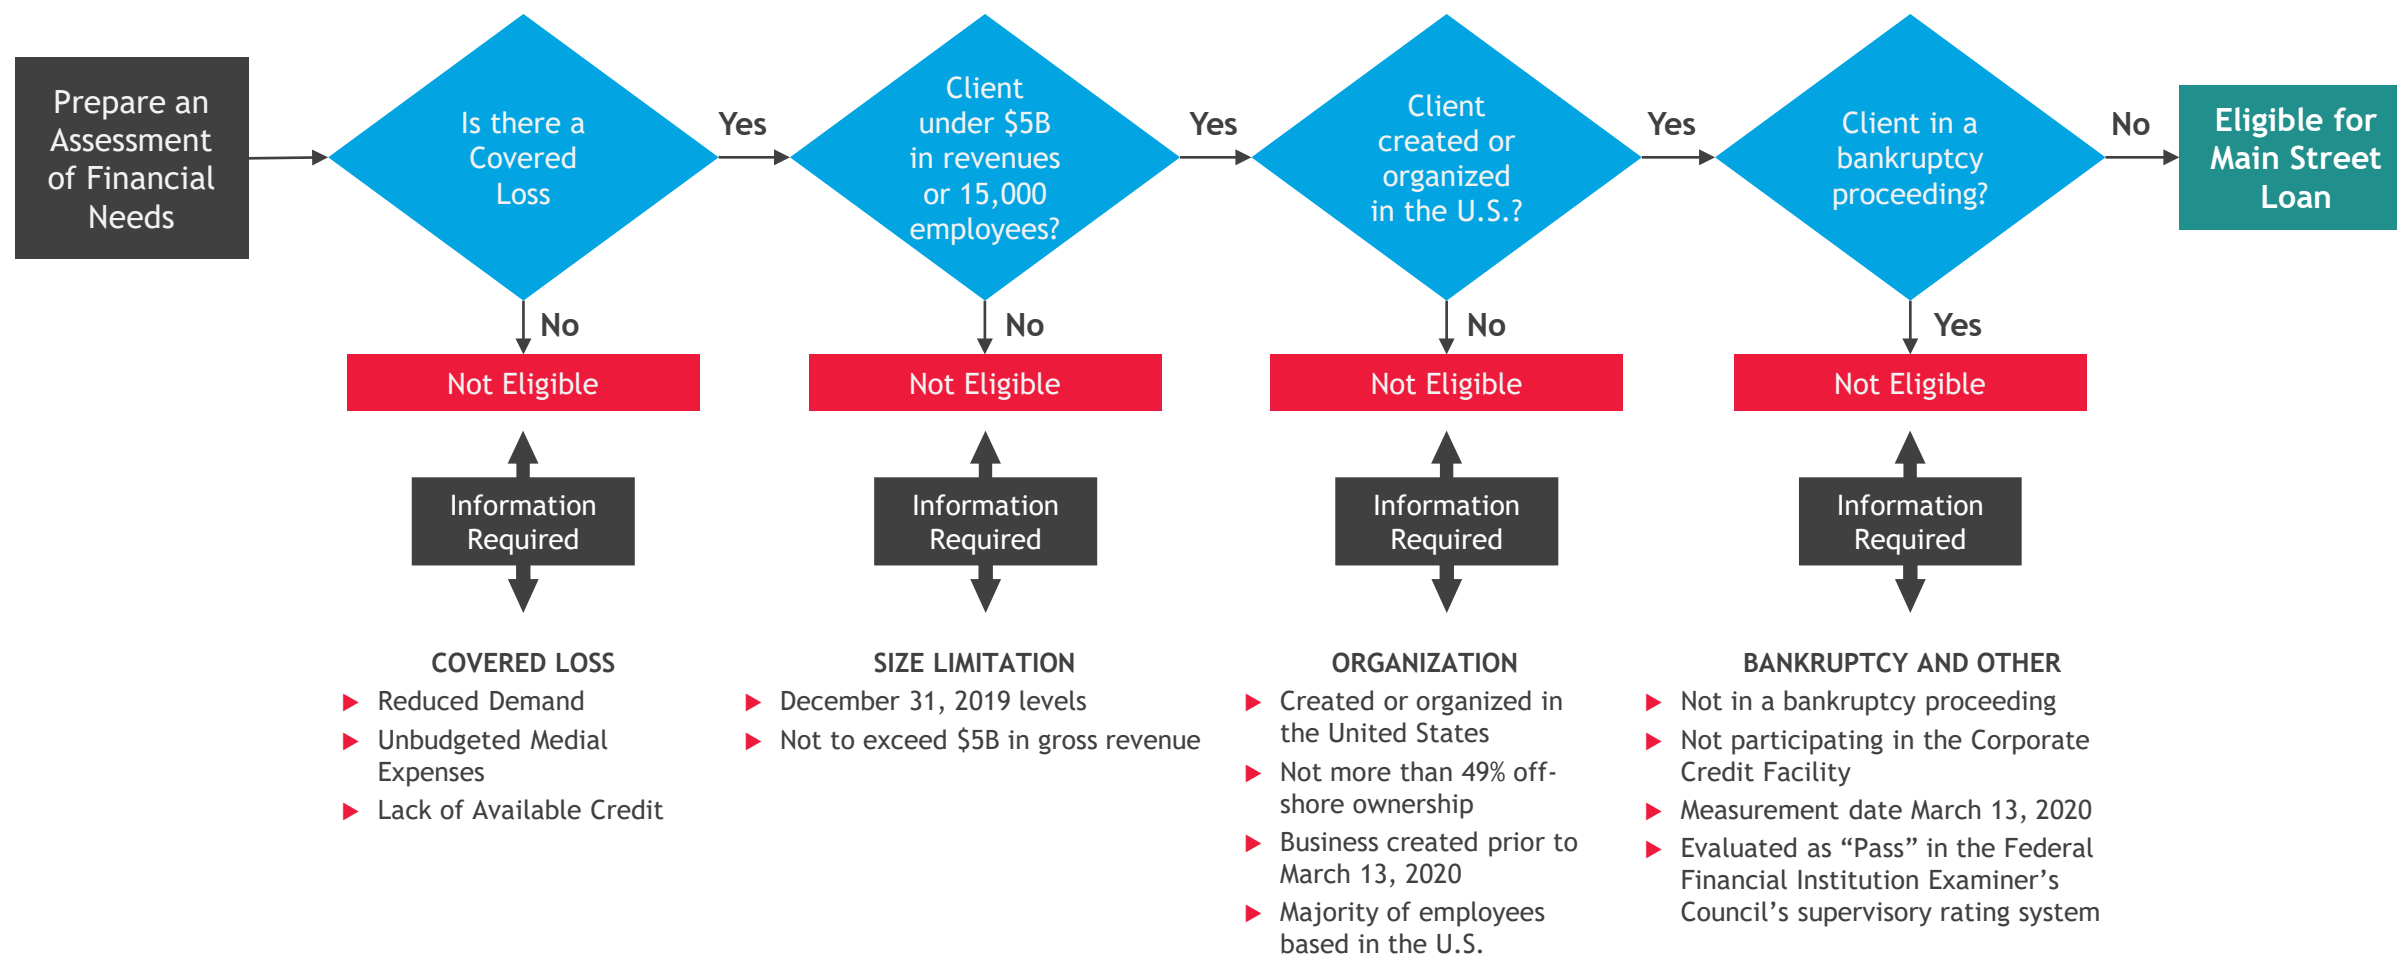 Prepare an
Assessment
of Financial
Needs
Is there a
Covered
Loss
Yes
Client
under $5B
in revenues
or 15,000
employees?
Yes
Client
created or
organized
in the U.S.?
Yes
Client in a
bankruptcy
proceeding?
No
Eligible for
Main Street
Loan
No
No
No
Yes
Not Eligible
Not Eligible
Not Eligible
Not Eligible
Information
Required
Information
Required
Information
Required
Information
Required
COVERED LOSS
Reduced Demand
Unbudgeted Medial
Expenses
Lack of Available Credit
SIZE LIMITATION
December 31, 2019 levels
Not to exceed $5B in gross revenue
ORGANIZATION
Created or organized in
the United States
Not more than 49% off-
shore ownership
Business created prior to
March 13, 2020
Majority of employees
based in the U.S.
BANKRUPTCY AND OTHER
Not in a bankruptcy proceeding
Not participating in the Corporate
Credit Facility
Measurement date March 13, 2020
Evaluated as “Pass” in the Federal
Financial Institution Examiner’s
Council’s supervisory rating system